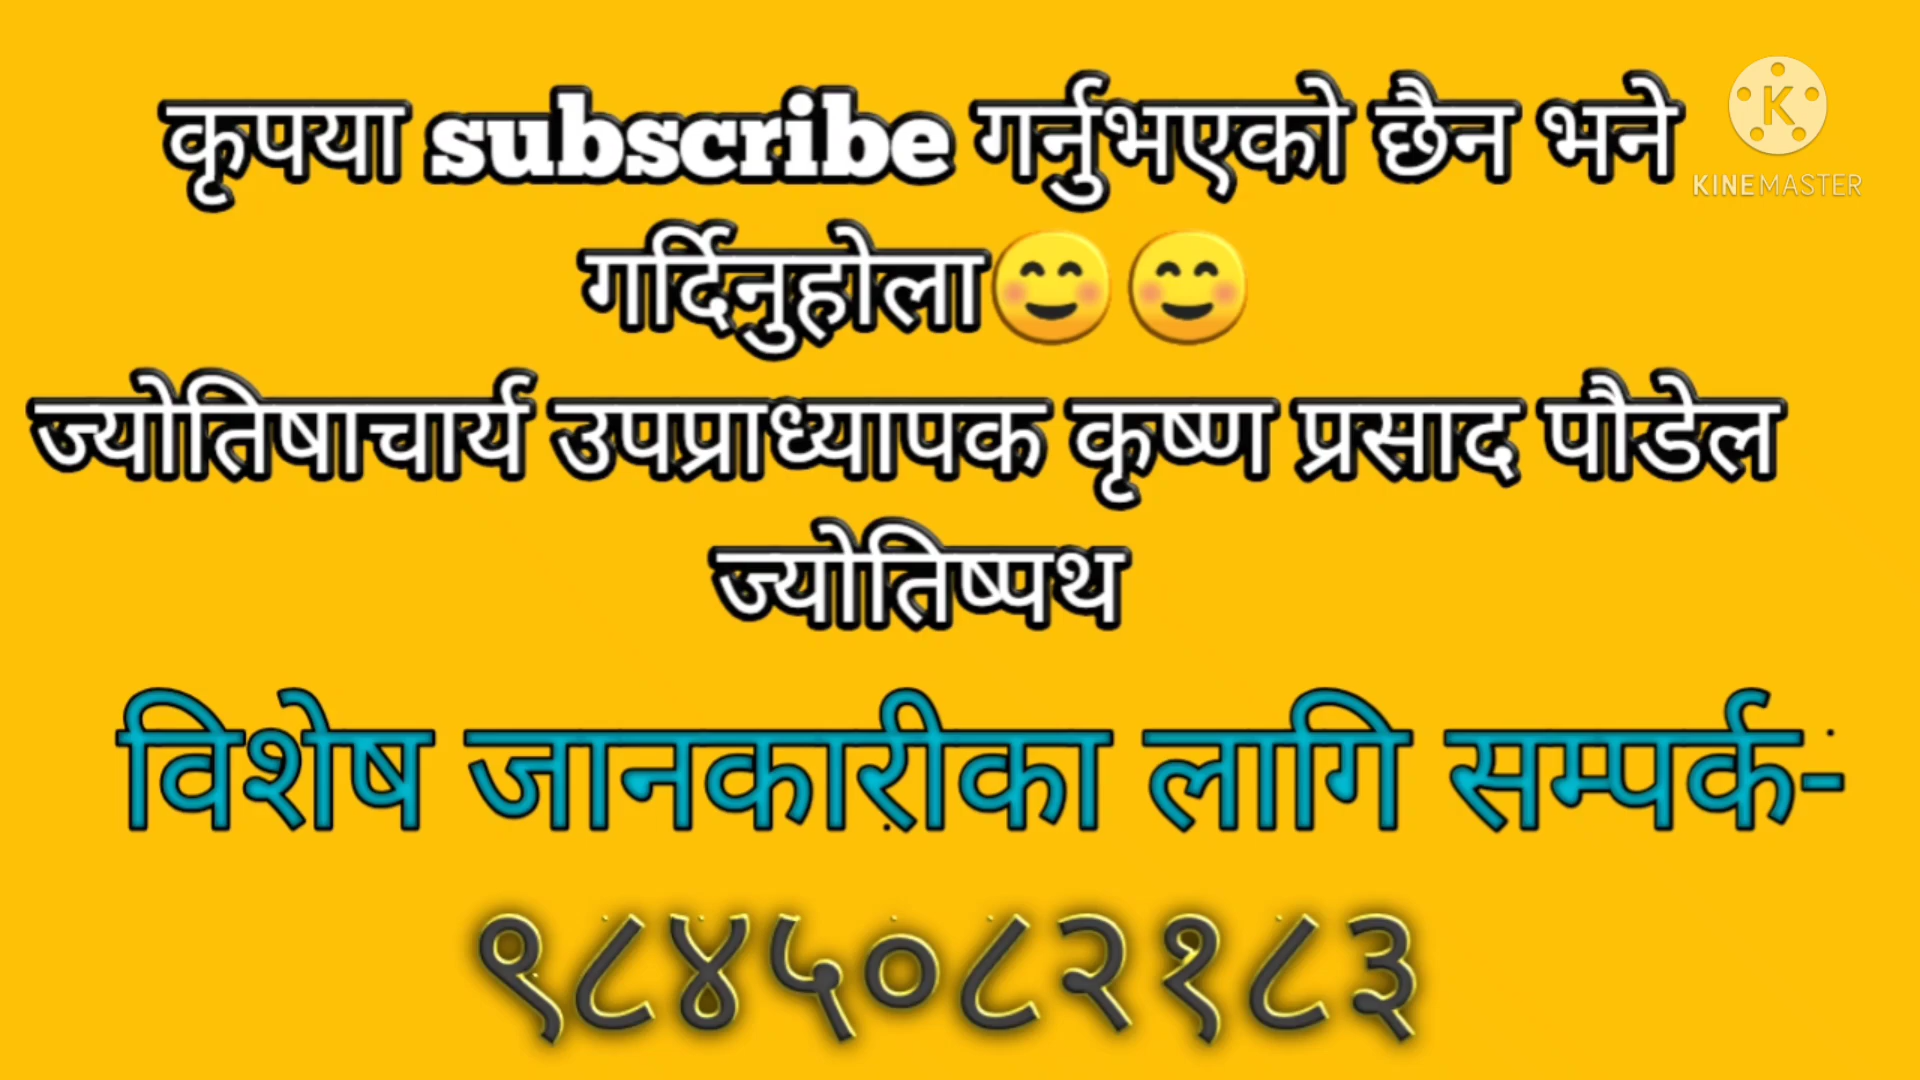 कृपया subscribe गर्नुभएको छैन भने
गर्दिनुहोला😊😊
ज्योतिषाचार्य उपप्राध्यापक कृष्ण प्रसाद पौडेल
ज्योतिष्पथ
विशेष जानकारीका लागि सम्पर्क-
९८४५०८२१८३
K
KINEMASTER